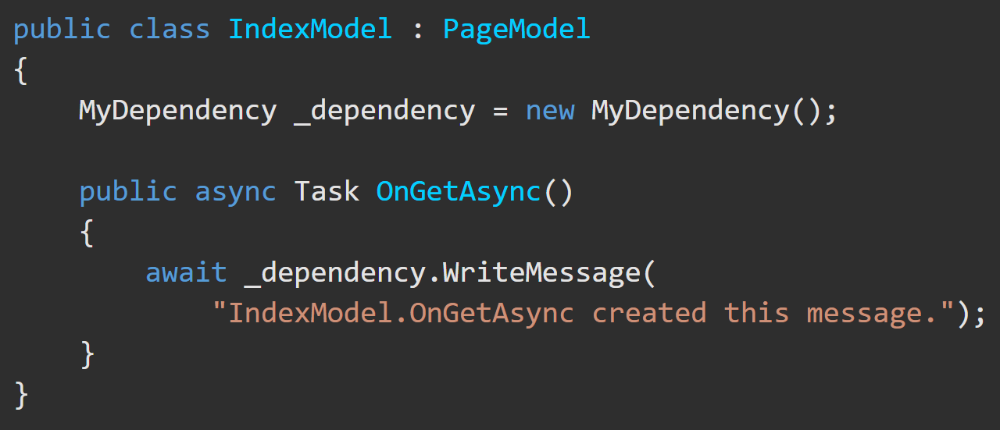 public class IndexModel : PageModel
{
    MyDependency _dependency = new MyDependency();

    public async Task OnGetAsync()
    {
        await _dependency.WriteMessage(
            "IndexModel.OnGetAsync created this message.");
    }
}